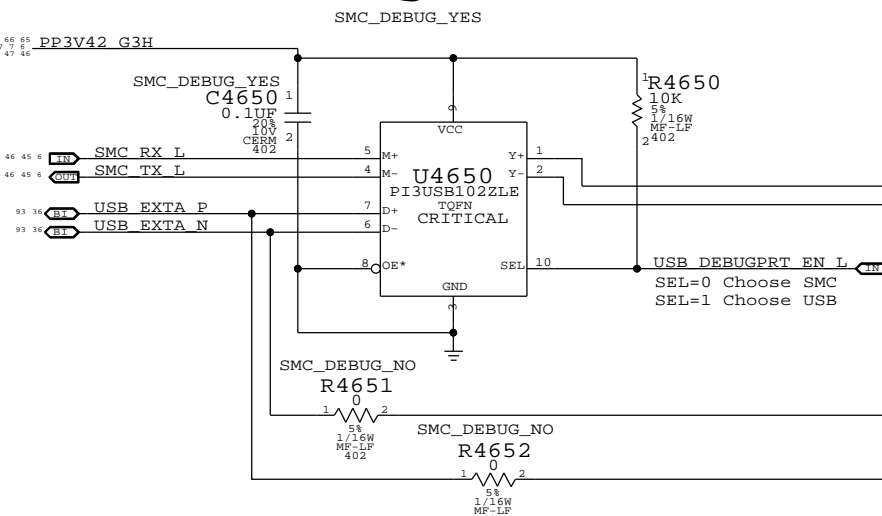 SMC_DEBUG_YES
66 65
7 7 6
47 46
PP3V42_G3H
SMC_DEBUG_YES
C4650
1
0.1UF
20%
10V
CERM
402
2
9
VCC
1
R4650
10K
5%
1/16W
MF-LF
402
2
46 45 6 IN SMC_RX_L 5 M+
46 45 6 OUT SMC_TX_L 4 M-
93 36 BI USB_EXTA_P 7 D+
93 36 BI USB_EXTA_N 6 D-
U4650
PI3USB102ZLE
TQFN
CRITICAL
Y+ 1
Y- 2
8 OE*
SEL 10
GND
3
USB_DEBUGPRT_EN_L IN
SEL=0 Choose SMC
SEL=1 Choose USB
SMC_DEBUG_NO
R4651
0
1 2
5%
1/16W
MF-LF
402
SMC_DEBUG_NO
R4652
0
1 2
5%
1/16W
MF-LF